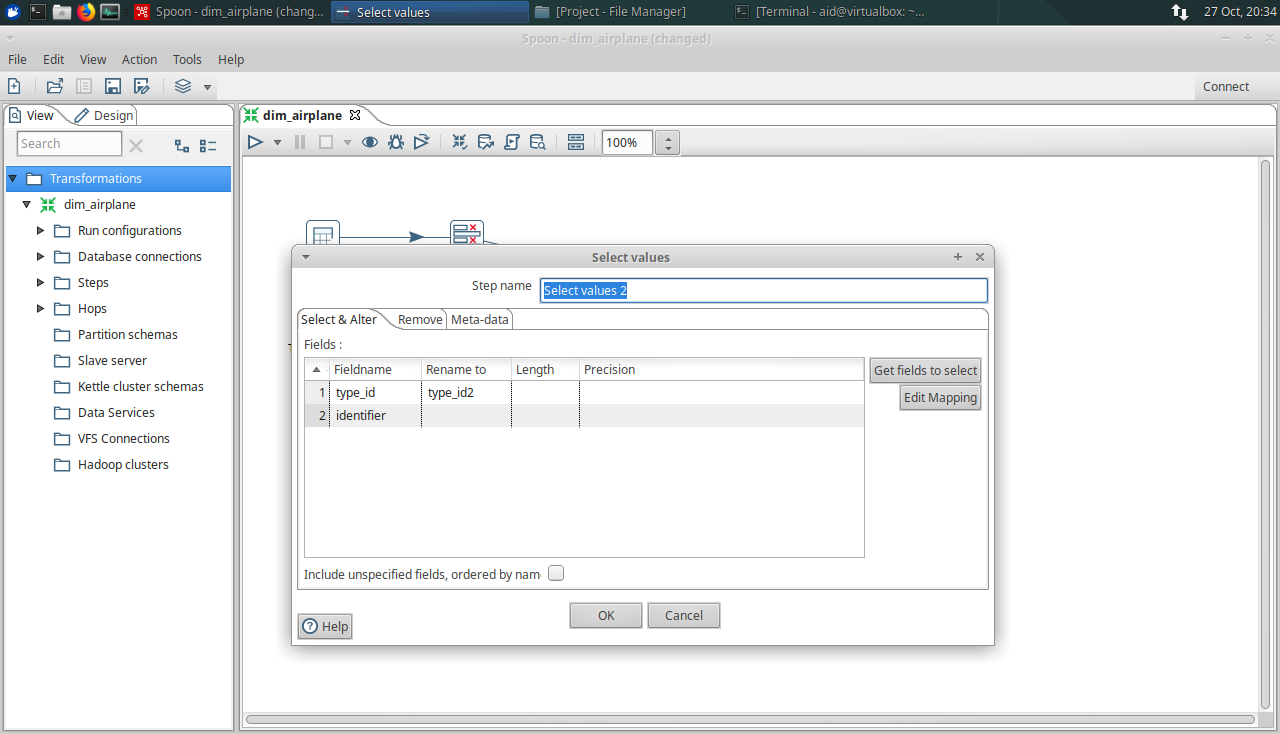 Spoon - dim_airplane (chang...
Select values
[Project - File Manager]
[Terminal - aid@virtualbox: ~...
27 Oct, 20:34
Spoon - dim_airplane (changed)
File Edit View Action Tools Help
Connect
View Design
dim_airplane
Search
100%
Transformations
dim_airplane
Run configurations
Database connections
Steps
Hops
Partition schemas
Slave server
Kettle cluster schemas
Data Services
VFS Connections
Hadoop clusters
Select values
Step name Select values 2
Select & Alter Remove Meta-data
Fields :
Fieldname Rename to Length Precision
1 type_id type_id2
2 identifier
Get fields to select
Edit Mapping
Include unspecified fields, ordered by nam
OK Cancel
Help